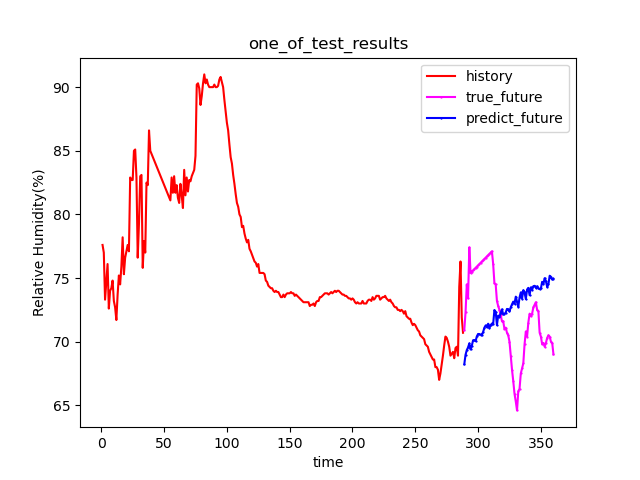 one_of_test_results
history
true_future
predict_future
Relative Humidity(%)
90
85
80
75
70
65
0 50 100 150 200 250 300 350
time